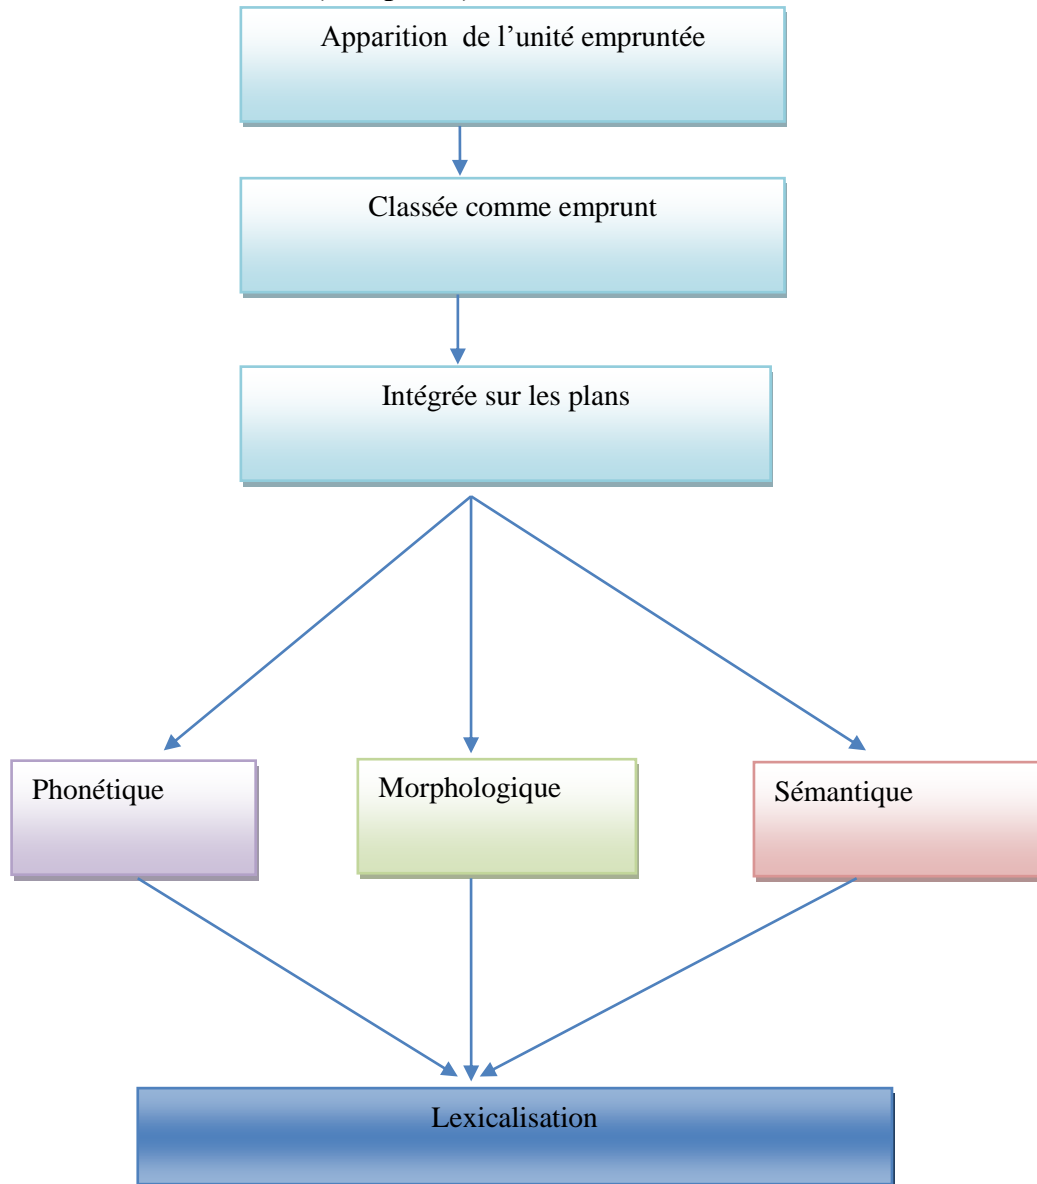 Apparition de l’unité empruntée
Classée comme emprunt
Intégrée sur les plans
Phonétique
Morphologique
Sémantique
Lexicalisation